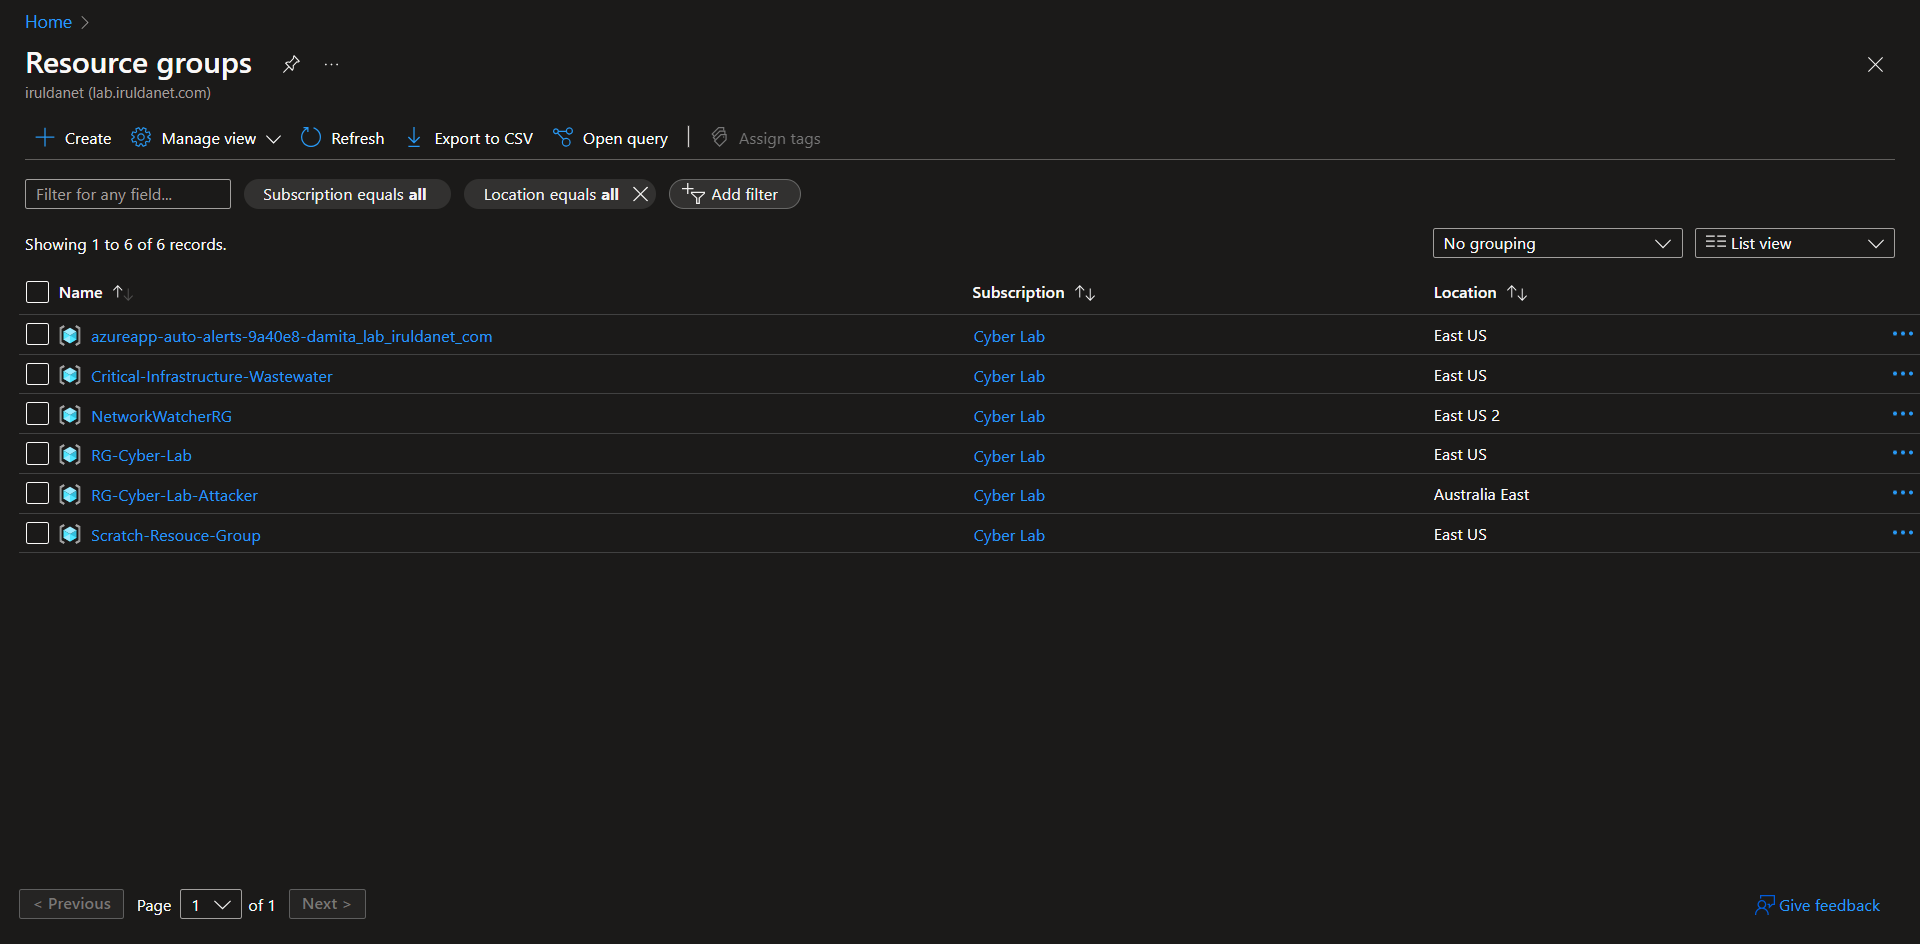 Home
Resource groups
iruldanet (lab.iruldanet.com)
Create Manage view Refresh Export to CSV Open query Assign tags
Filter for any field... Subscription equals all Location equals all Add filter
Showing 1 to 6 of 6 records. No grouping List view
Name Subscription Location
azureapp-auto-alerts-9a40e8-damita_lab_iruldanet_com Cyber Lab East US
Critical-Infrastructure-Wastewater Cyber Lab East US
NetworkWatcherRG Cyber Lab East US 2
RG-Cyber-Lab Cyber Lab East US
RG-Cyber-Lab-Attacker Cyber Lab Australia East
Scratch-Resouce-Group Cyber Lab East US
< Previous Page 1 of 1 Next > Give feedback